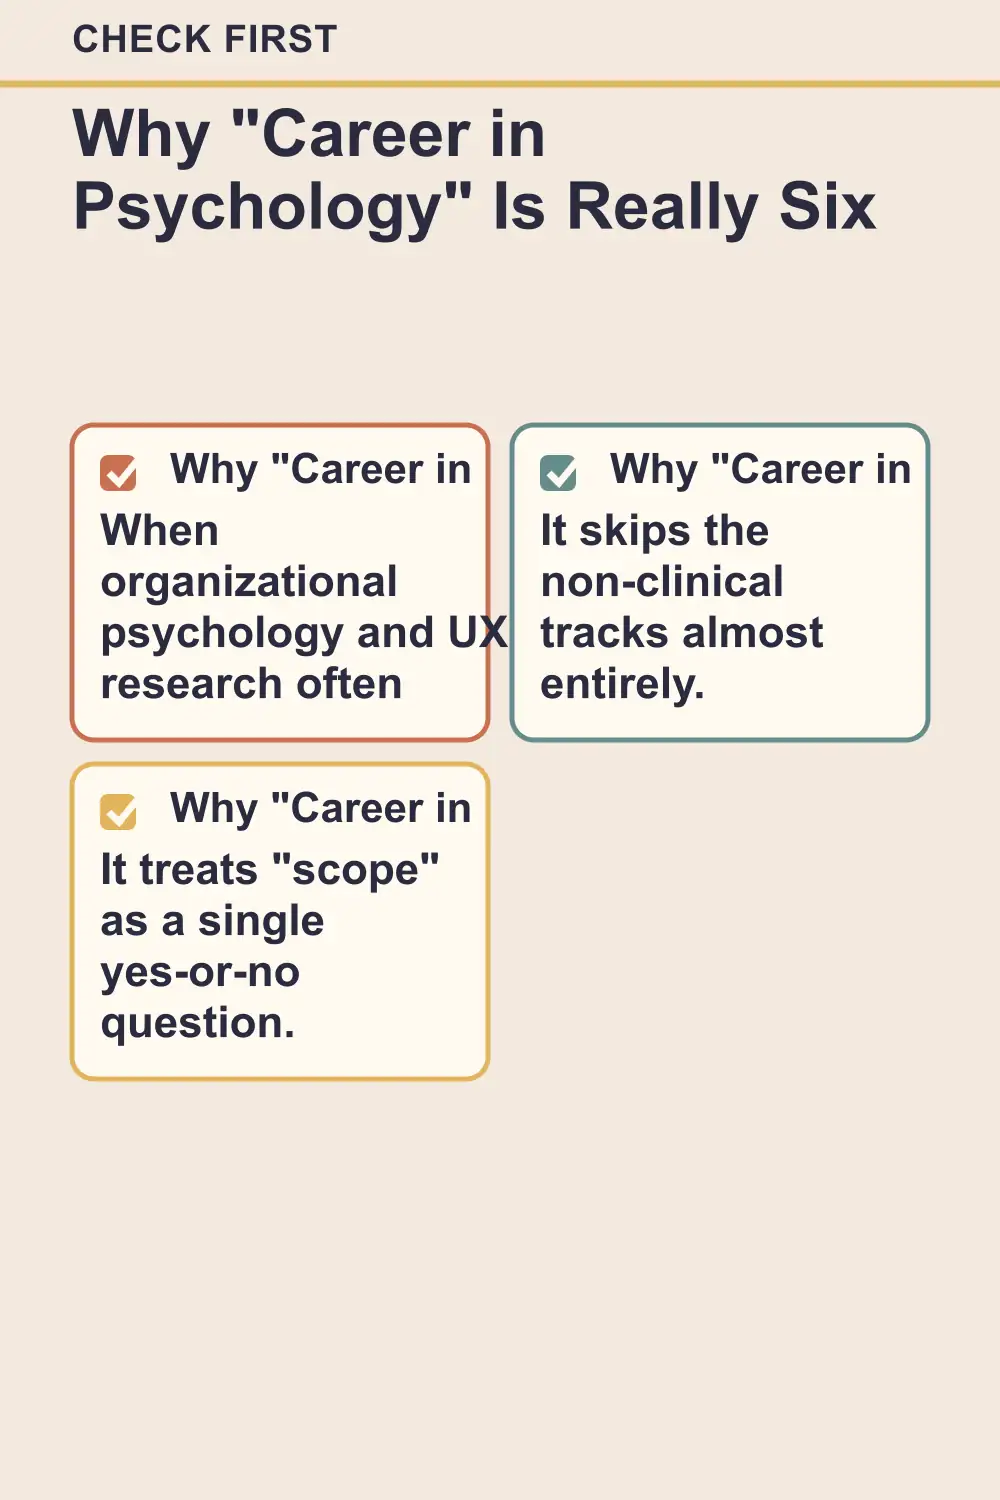 CHECK FIRST
Why "Career in
Psychology" Is Really Six
Why "Career in
When
organizational
psychology and UX
research often
Why "Career in
It skips the
non-clinical
tracks almost
entirely.
Why "Career in
It treats "scope"
as a single
yes-or-no
question.